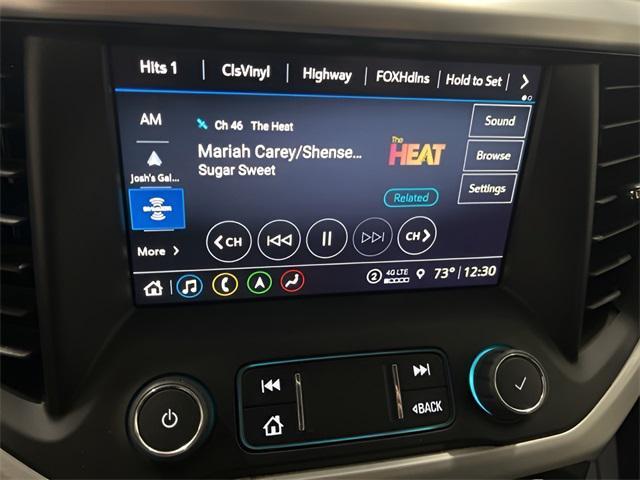 Hits 1 ClsVinyl Highway FOXHdlns Hold to Set
AM
Ch 46 The Heat
Mariah Carey/Shense...
Sugar Sweet
The
HEAT
Related
Sound
Browse
Settings
Josh's Gal...
More
CH
CH
2 4G LTE 73° 12:30
BACK